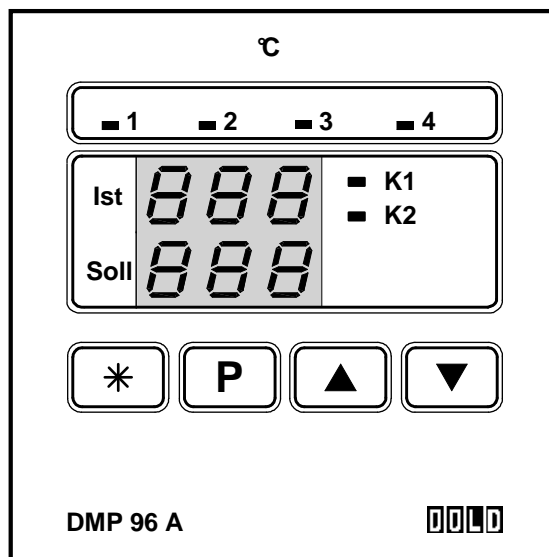 ℃
1 2 3 4
Ist 888 K1
K2
Soll 888
P
DMP 96 A DOLD